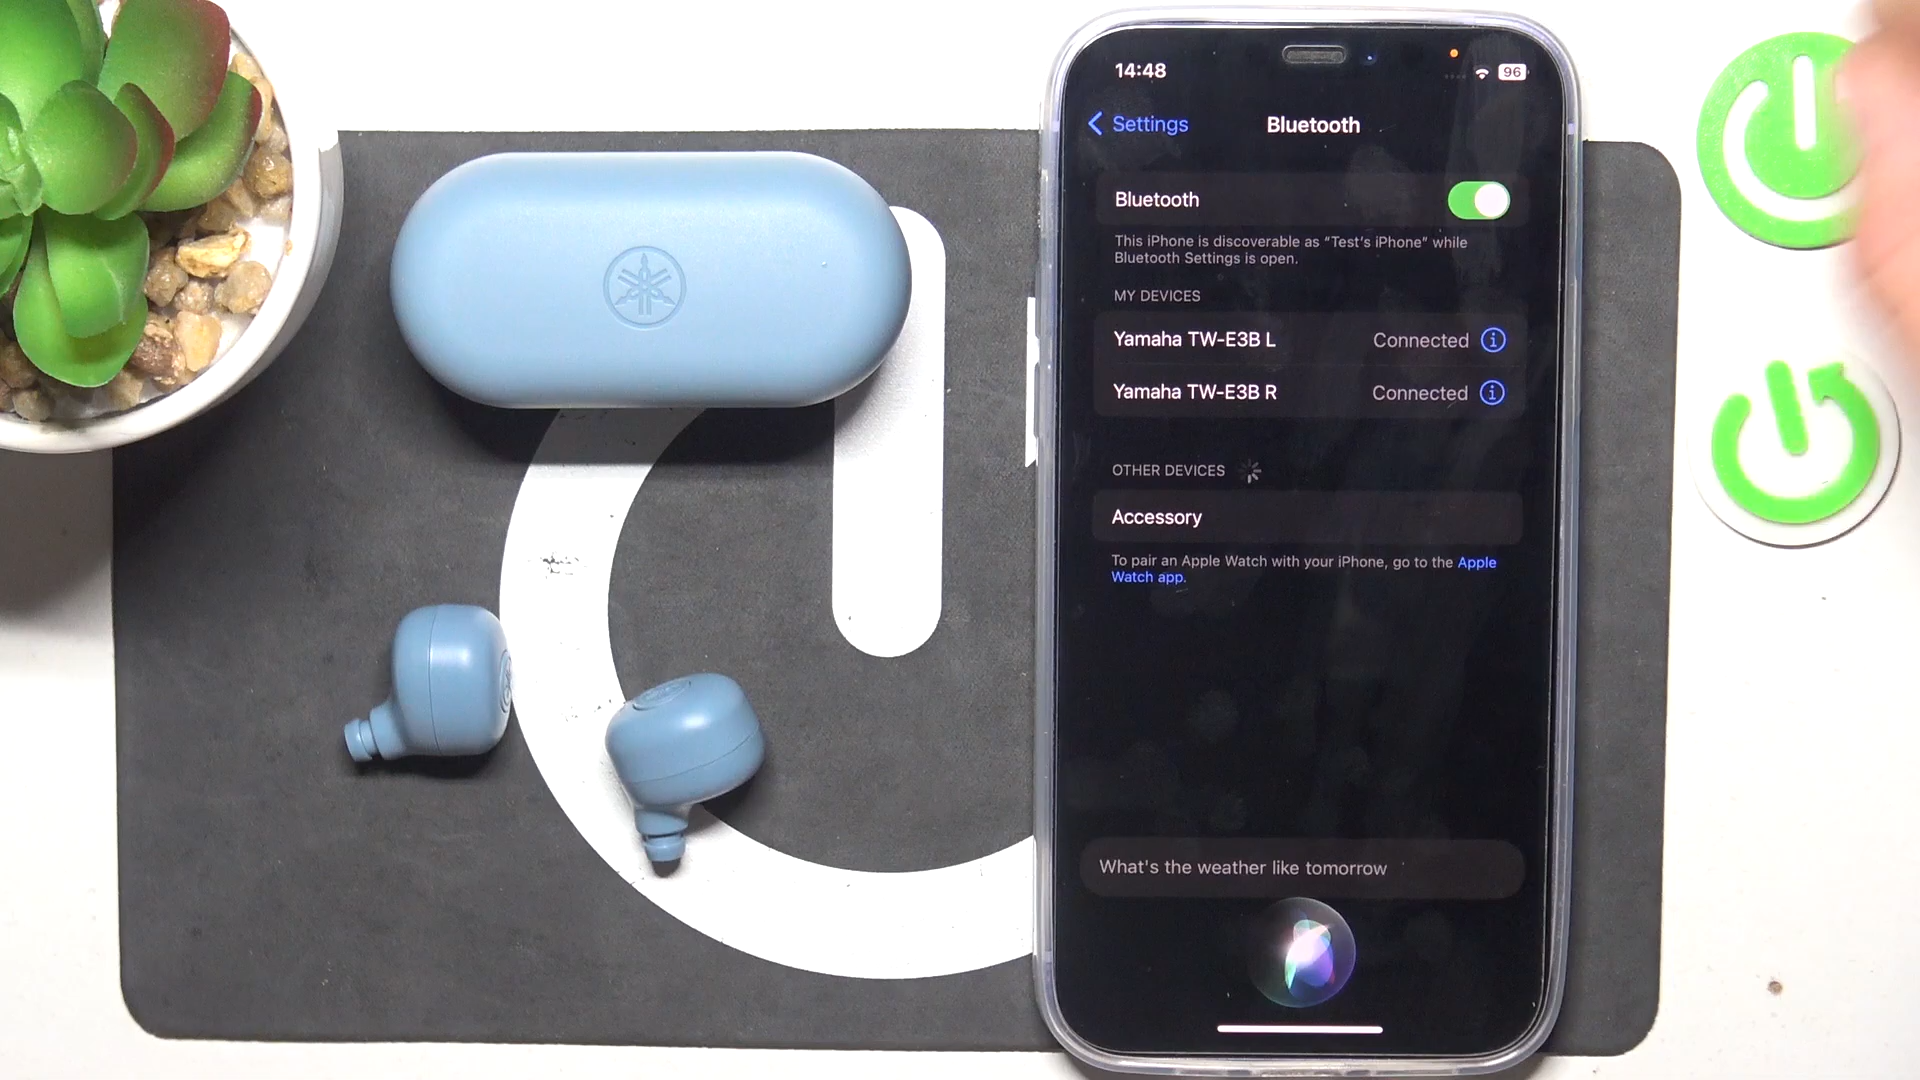 14:48
96
Settings
Bluetooth
Bluetooth
This iPhone is discoverable as “Test’s iPhone” while
Bluetooth Settings is open.
MY DEVICES
Yamaha TW-E3B L
Connected
Yamaha TW-E3B R
Connected
OTHER DEVICES
Accessory
To pair an Apple Watch with your iPhone, go to the Apple
Watch app.
What's the weather like tomorrow